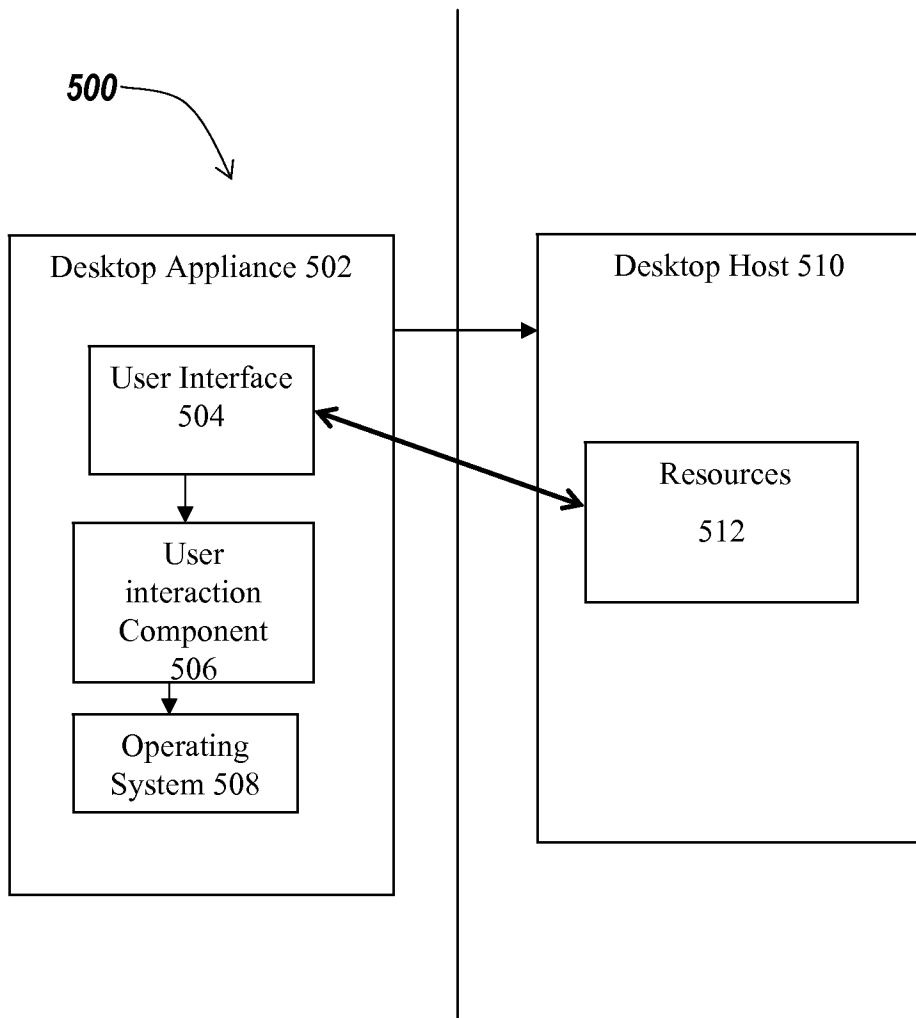 500
Desktop Appliance 502
User Interface
504
User
interaction
Component
506
Operating
System 508
Desktop Host 510
Resources
512